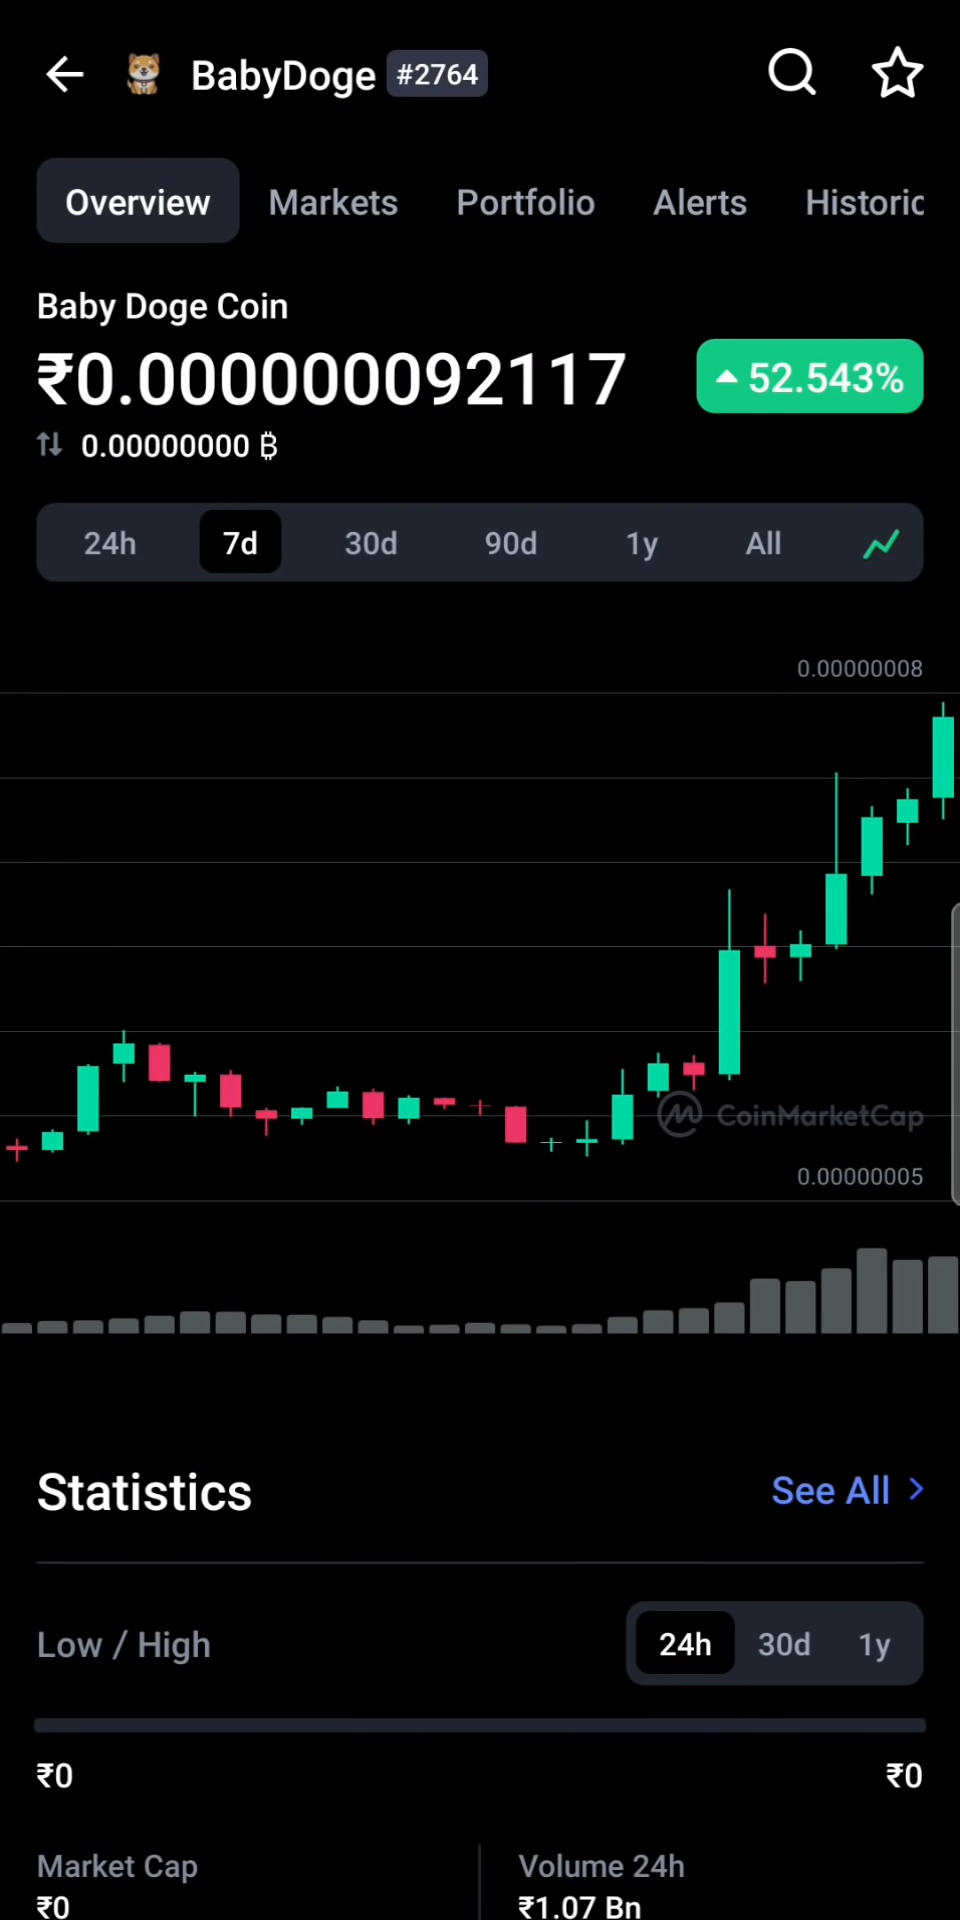 BabyDoge #2764
Overview Markets Portfolio Alerts Historic
Baby Doge Coin
₹0.000000092117 52.543%
0.00000000 ₿
24h 7d 30d 90d 1y All
0.00000008
CoinMarketCap
0.00000005
Statistics See All
Low / High 24h 30d 1y
₹0 ₹0
Market Cap Volume 24h
₹0 ₹1.07 Bn